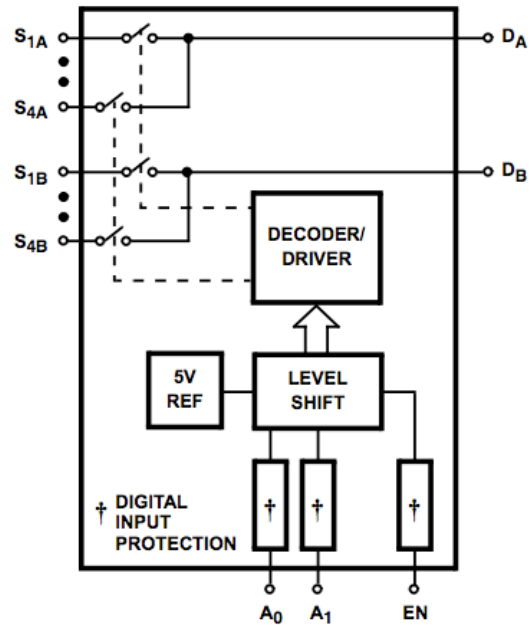 S1A
DA
S4A
S1B
DB
S4B
DECODER/
DRIVER
5V
REF
LEVEL
SHIFT
† DIGITAL
INPUT
PROTECTION
†
†
†
A0
A1
EN